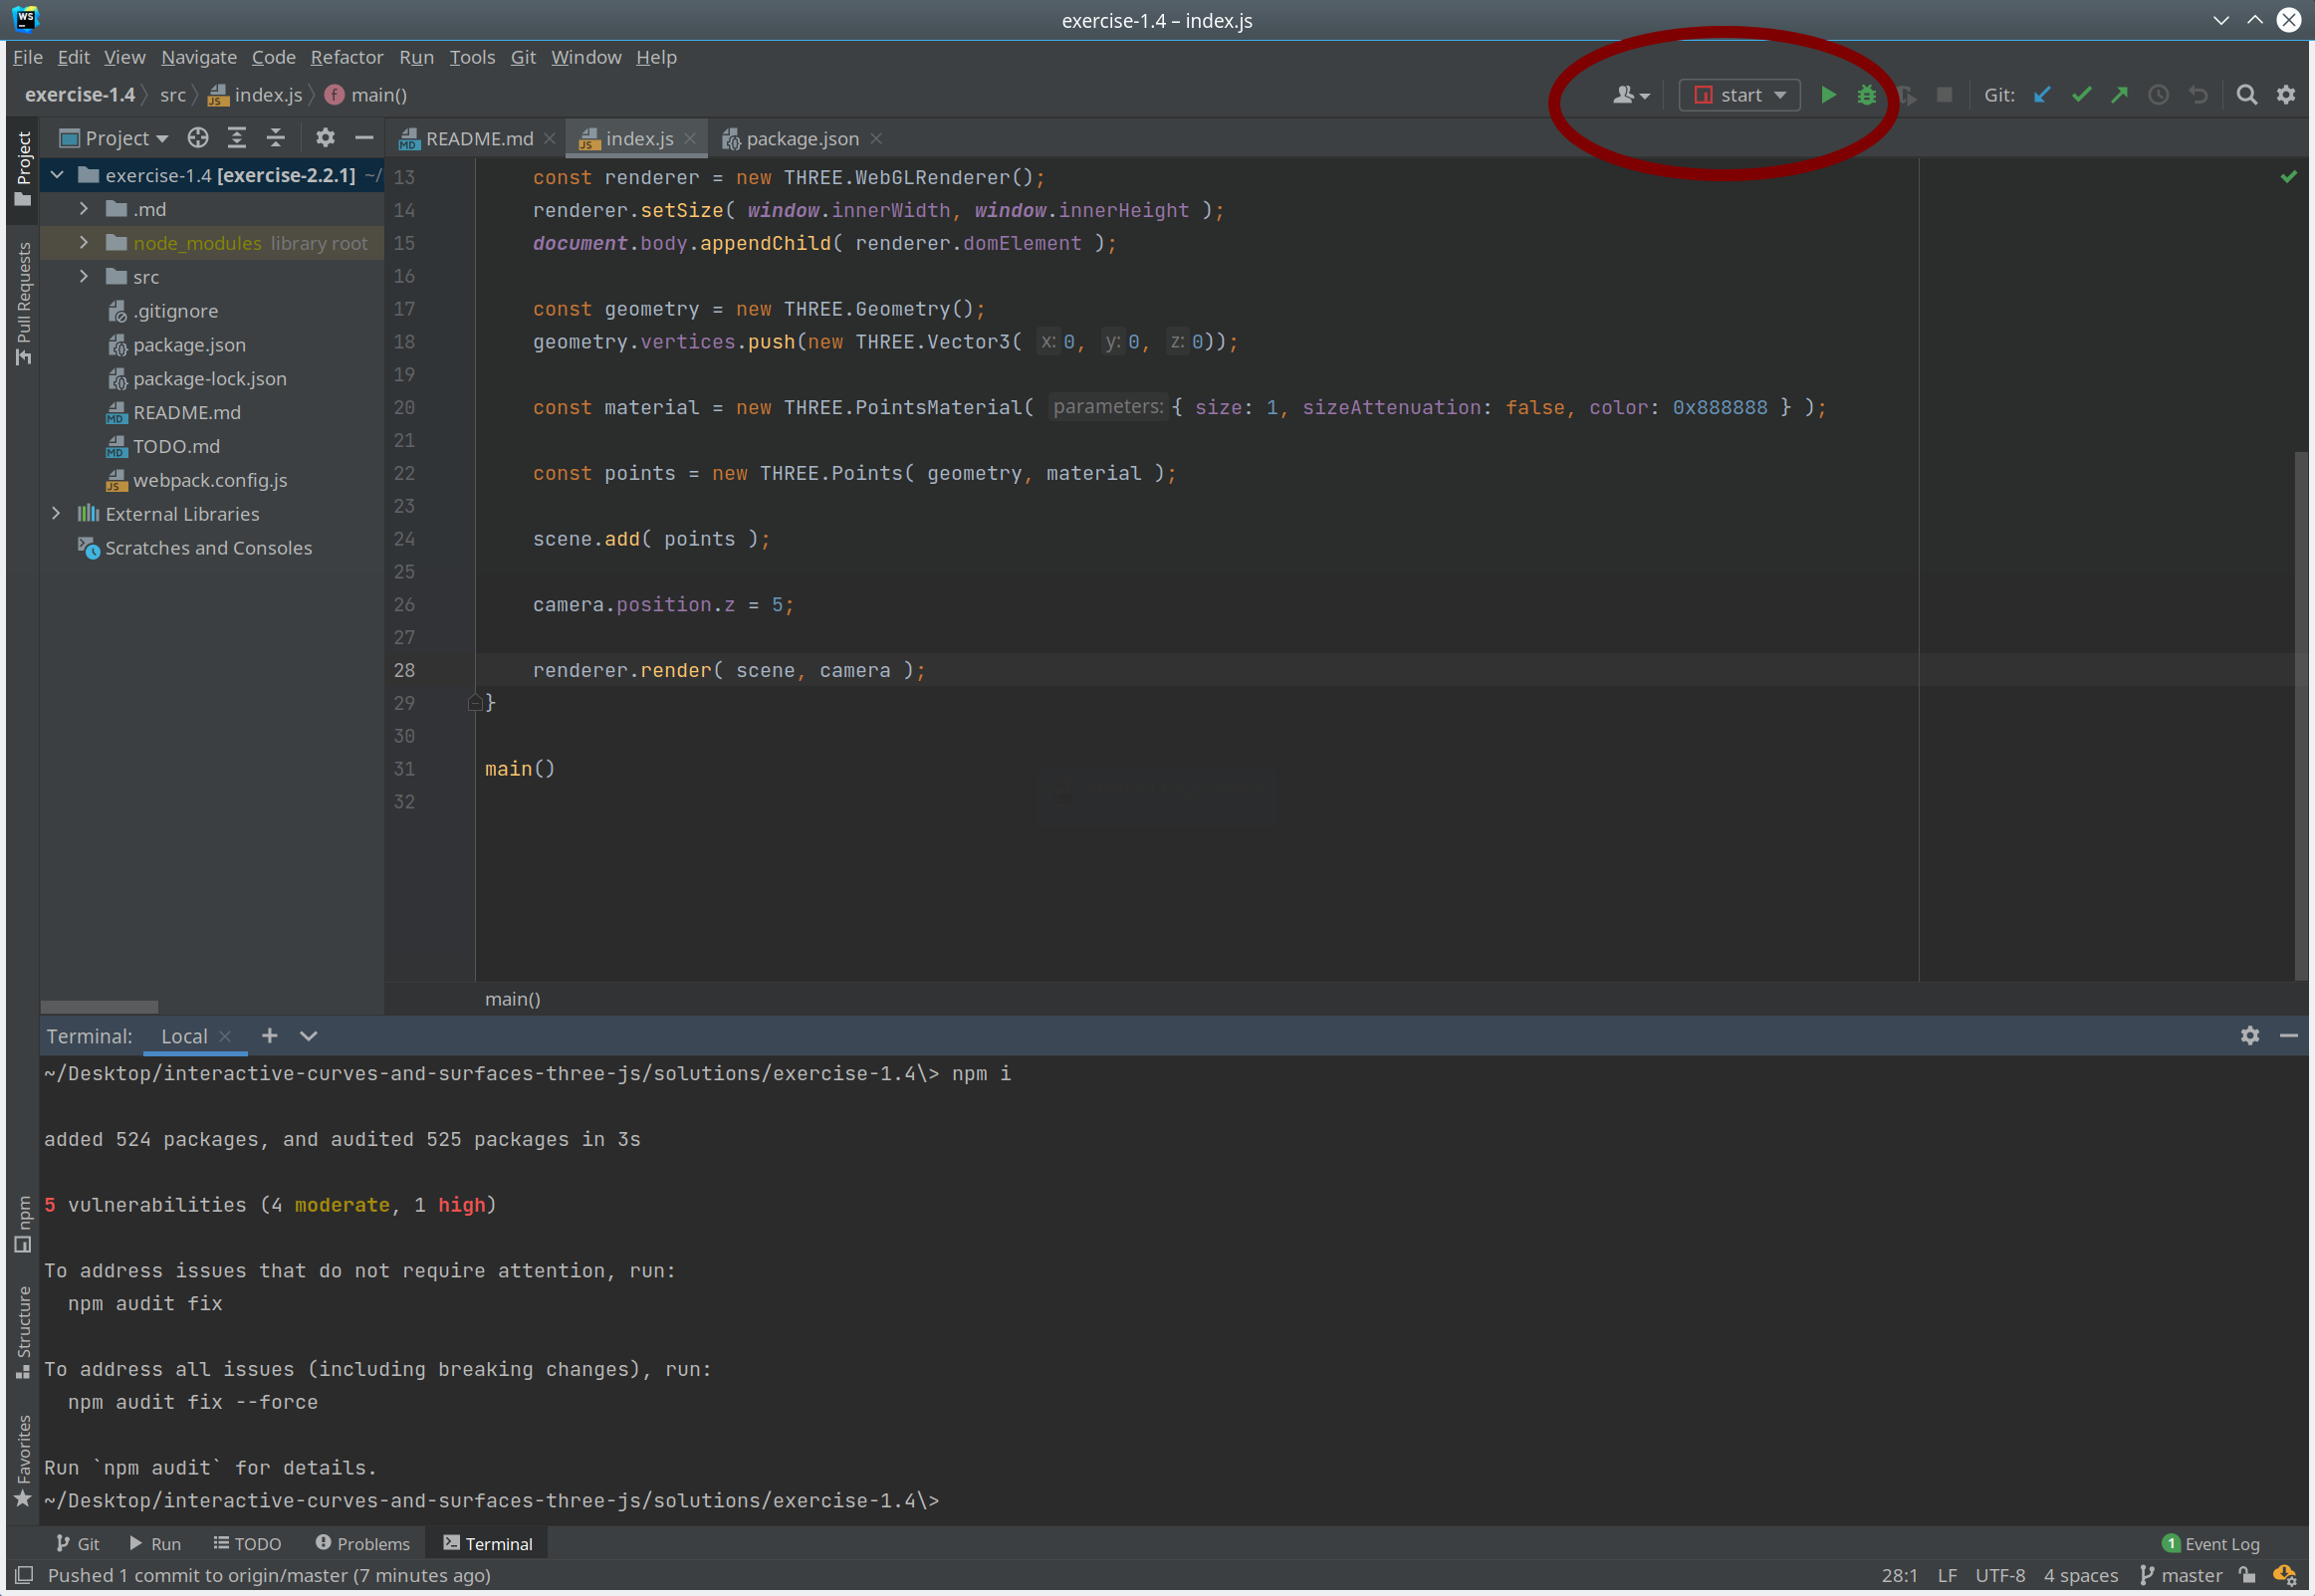 WS
exercise-1.4 – index.js
File Edit View Navigate Code Refactor Run Tools Git Window Help
exercise-1.4 src JS index.js f main()
start Git:
Project
README.md index.js package.json
Project
Pull Requests
exercise-1.4 [exercise-2.2.1] ~/
.md
node_modules library root
src
.gitignore
package.json
package-lock.json
MD README.md
MD TODO.md
JS webpack.config.js
External Libraries
Scratches and Consoles
13 const renderer = new THREE.WebGLRenderer();
14 renderer.setSize( window.innerWidth, window.innerHeight );
15 document.body.appendChild( renderer.domElement );
16
17 const geometry = new THREE.Geometry();
18 geometry.vertices.push(new THREE.Vector3( x: 0, y: 0, z: 0));
19
20 const material = new THREE.PointsMaterial( parameters: { size: 1, sizeAttenuation: false, color: 0x888888 } );
21
22 const points = new THREE.Points( geometry, material );
23
24 scene.add( points );
25
26 camera.position.z = 5;
27
28 renderer.render( scene, camera );
29 }
30
31 main()
32
main()
Terminal: Local
~/Desktop/interactive-curves-and-surfaces-three-js/solutions/exercise-1.4\> npm i
added 524 packages, and audited 525 packages in 3s
5 vulnerabilities (4 moderate, 1 high)
To address issues that do not require attention, run:
npm audit fix
To address all issues (including breaking changes), run:
npm audit fix --force
Run `npm audit` for details.
~/Desktop/interactive-curves-and-surfaces-three-js/solutions/exercise-1.4\>
npm
Structure
Favorites
Git Run TODO Problems Terminal 1 Event Log
Pushed 1 commit to origin/master (7 minutes ago) 28:1 LF UTF-8 4 spaces master